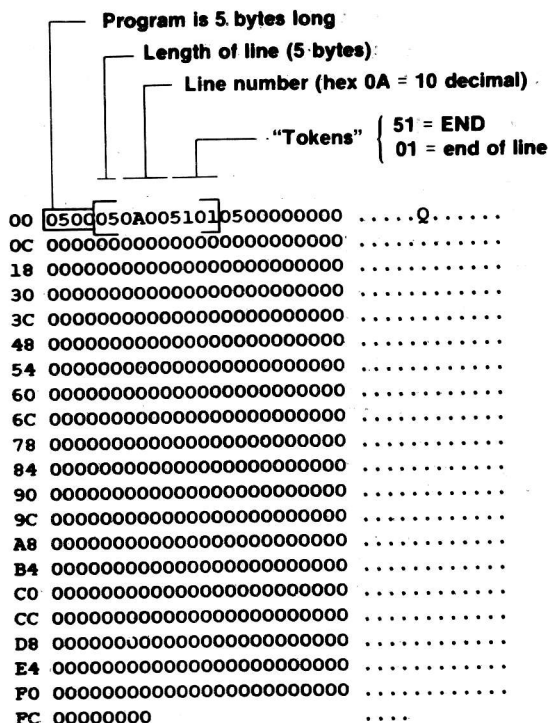 Program is 5 bytes long
Length of line (5 bytys)
Line number (hex 0A = 10 decimal)
"Tokens" { 51 = END
01 = end of line
00 0500050A0051010500000000 .....Q......
0C 000000000000000000000000 ............
18 000000000000000000000000 ............
30 000000000000000000000000 ............
3C 000000000000000000000000 ............
48 000000000000000000000000 ............
54 000000000000000000000000 ............
60 000000000000000000000000 ............
6C 000000000000000000000000 ............
78 000000000000000000000000 ............
84 000000000000000000000000 ............
90 000000000000000000000000 ............
9C 000000000000000000000000 ............
A8 000000000000000000000000 ............
B4 000000000000000000000000 ............
C0 000000000000000000000000 ............
CC 000000000000000000000000 ............
D8 000000000000000000000000 ............
E4 000000000000000000000000 ............
F0 000000000000000000000000 ............
FC 00000000 ....